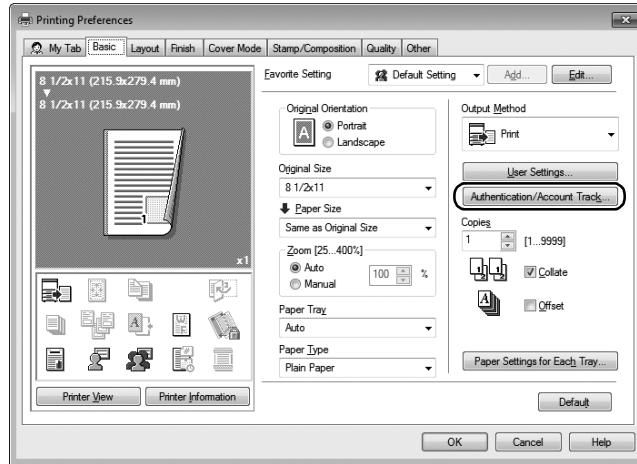 Printing Preferences
My Tab Basic Layout Finish Cover Mode Stamp/Composition Quality Other
8 1/2x11 (215.9x279.4 mm)
8 1/2x11 (215.9x279.4 mm)
1
x1
Printer View Printer Information
Favorite Setting Default Setting Add... Edit...
Original Orientation
A Portrait
Landscape
Original Size
8 1/2x11
Paper Size
Same as Original Size
Zoom [25...400%]
Auto
Manual
100 %
Paper Tray
Auto
Paper Type
Plain Paper
Output Method
Print
User Settings...
Authentication/Account Track...
Copies
1 [1...9999]
Collate
Offset
Paper Settings for Each Tray...
Default
OK Cancel Help